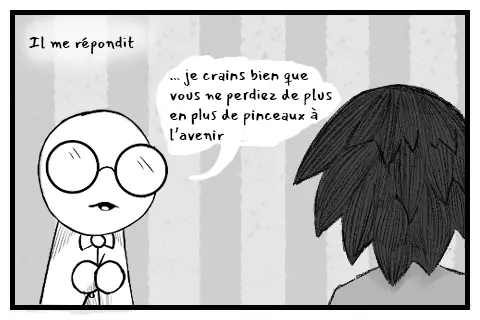 Il me répondit
... je crains bien que
vous ne perdiez de plus
en plus de pinceaux à
l'avenir